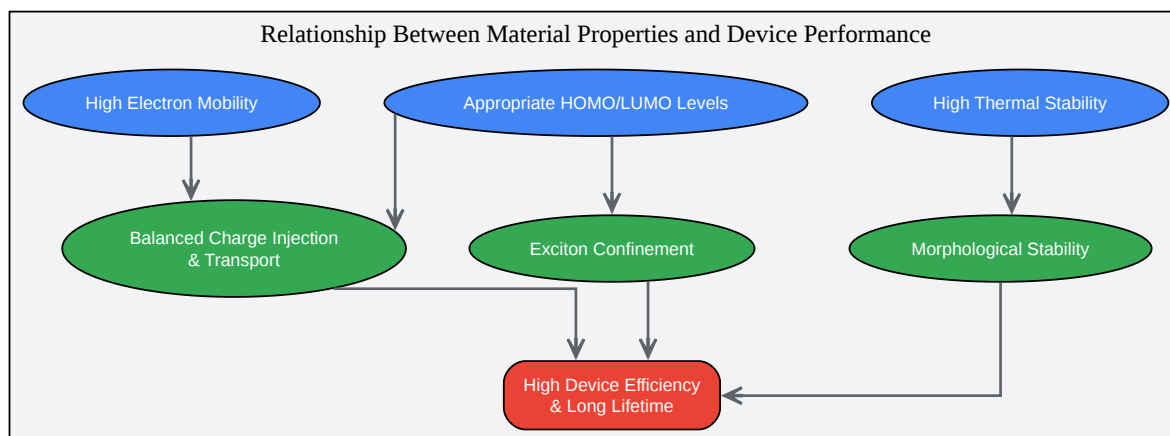 Relationship Between Material Properties and Device Performance
High Electron Mobility
Appropriate HOMO/LUMO Levels
High Thermal Stability
Balanced Charge Injection
& Transport
Exciton Confinement
Morphological Stability
High Device Efficiency
& Long Lifetime